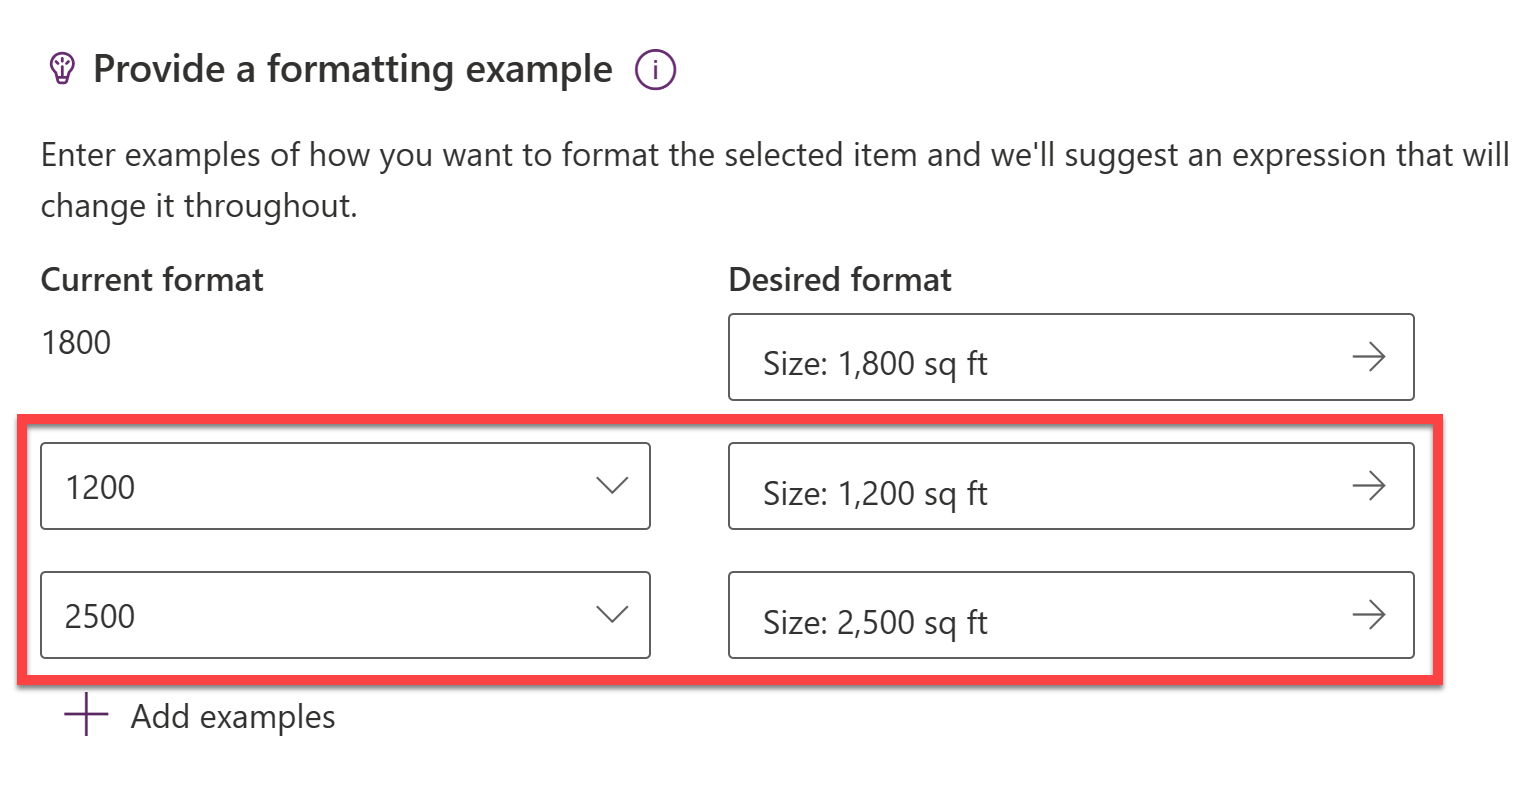 Provide a formatting example
Enter examples of how you want to format the selected item and we'll suggest an expression that will
change it throughout.
Current format
Desired format
1800
Size: 1,800 sq ft
1200
Size: 1,200 sq ft
2500
Size: 2,500 sq ft
Add examples